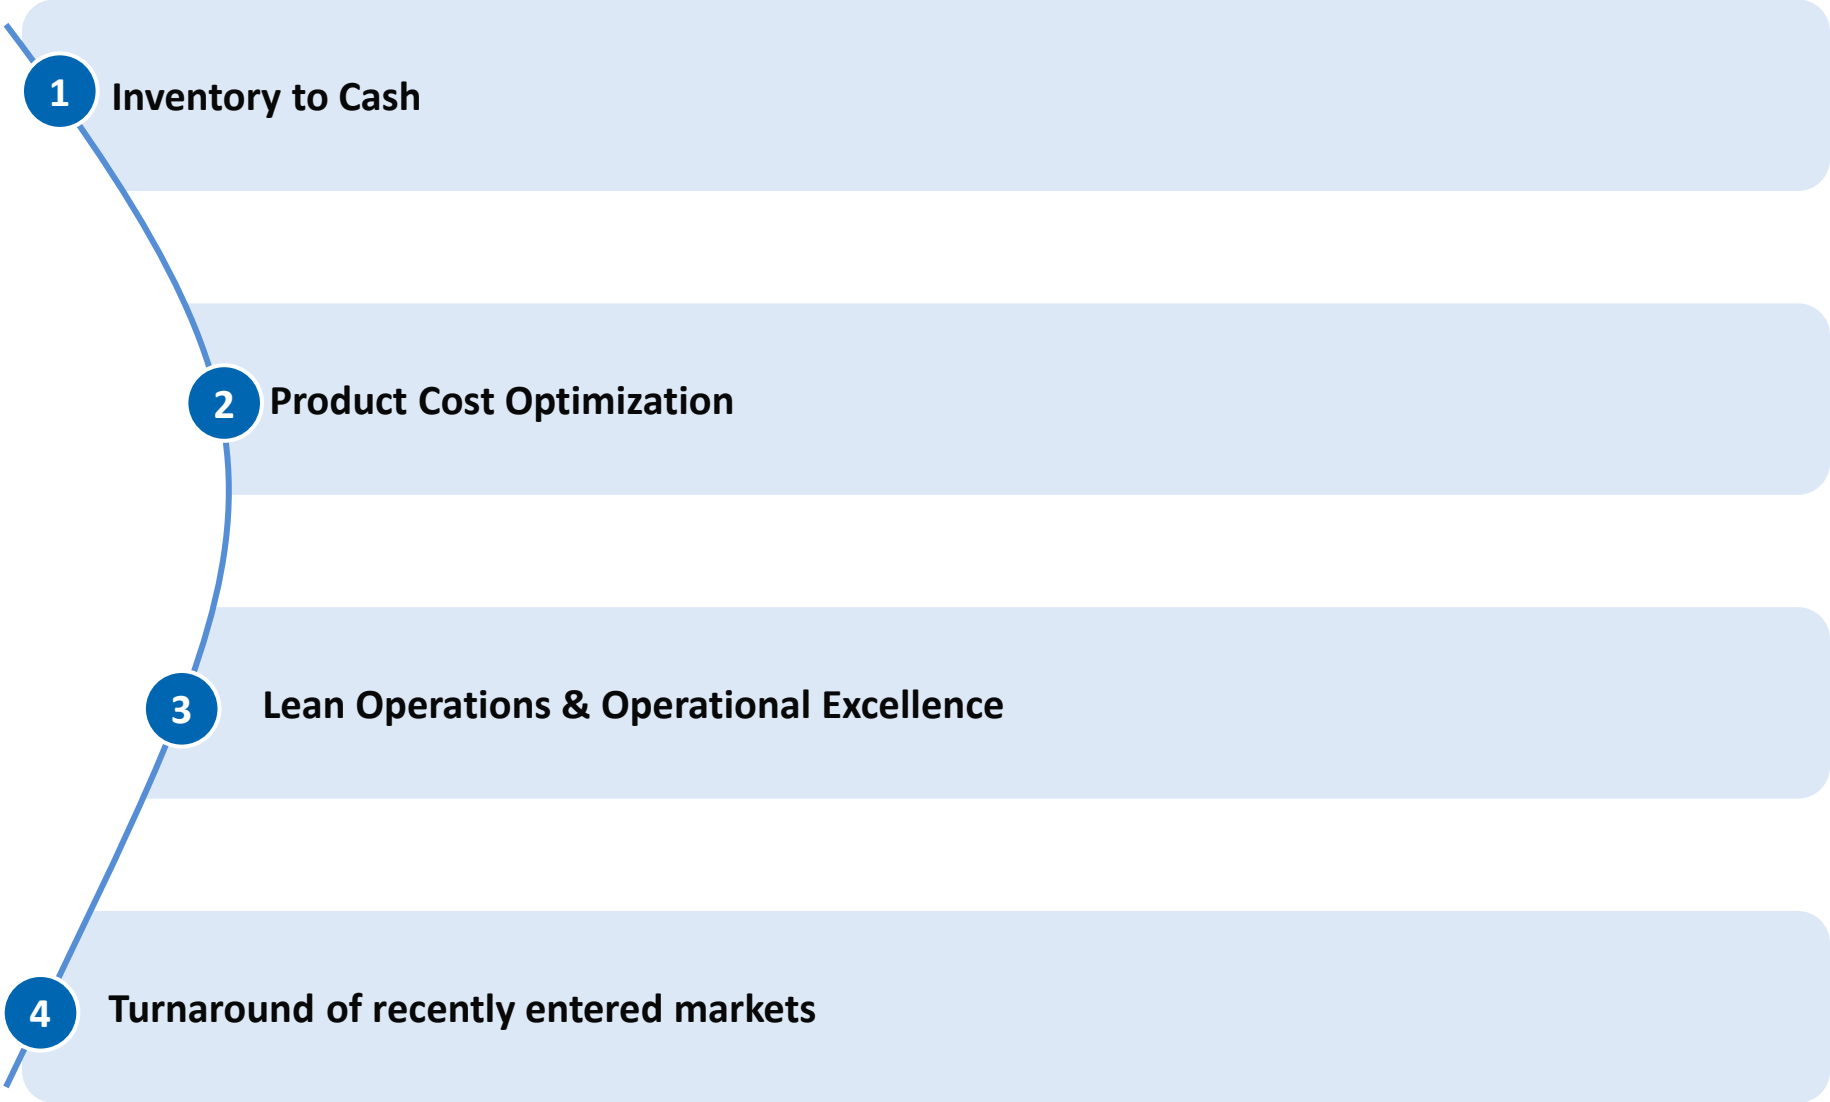 1 Inventory to Cash
2 Product Cost Optimization
3 Lean Operations & Operational Excellence
4 Turnaround of recently entered markets